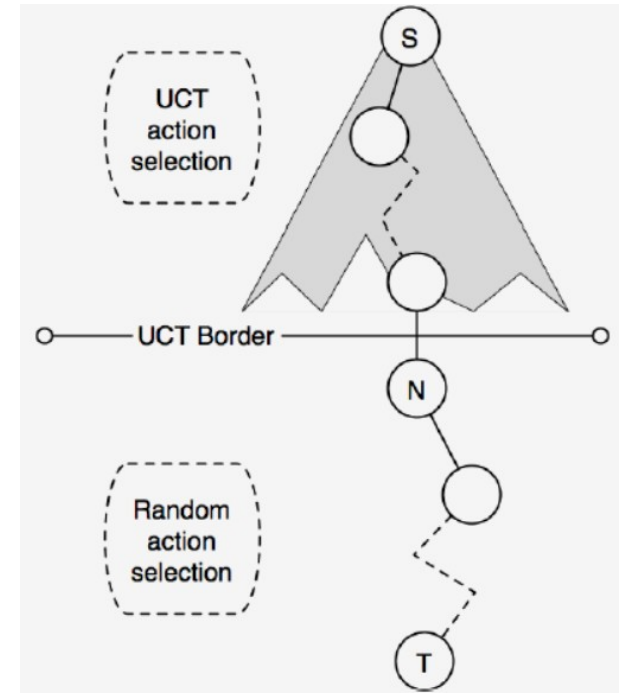 S
UCT
action
selection
UCT Border
N
Random
action
selection
T